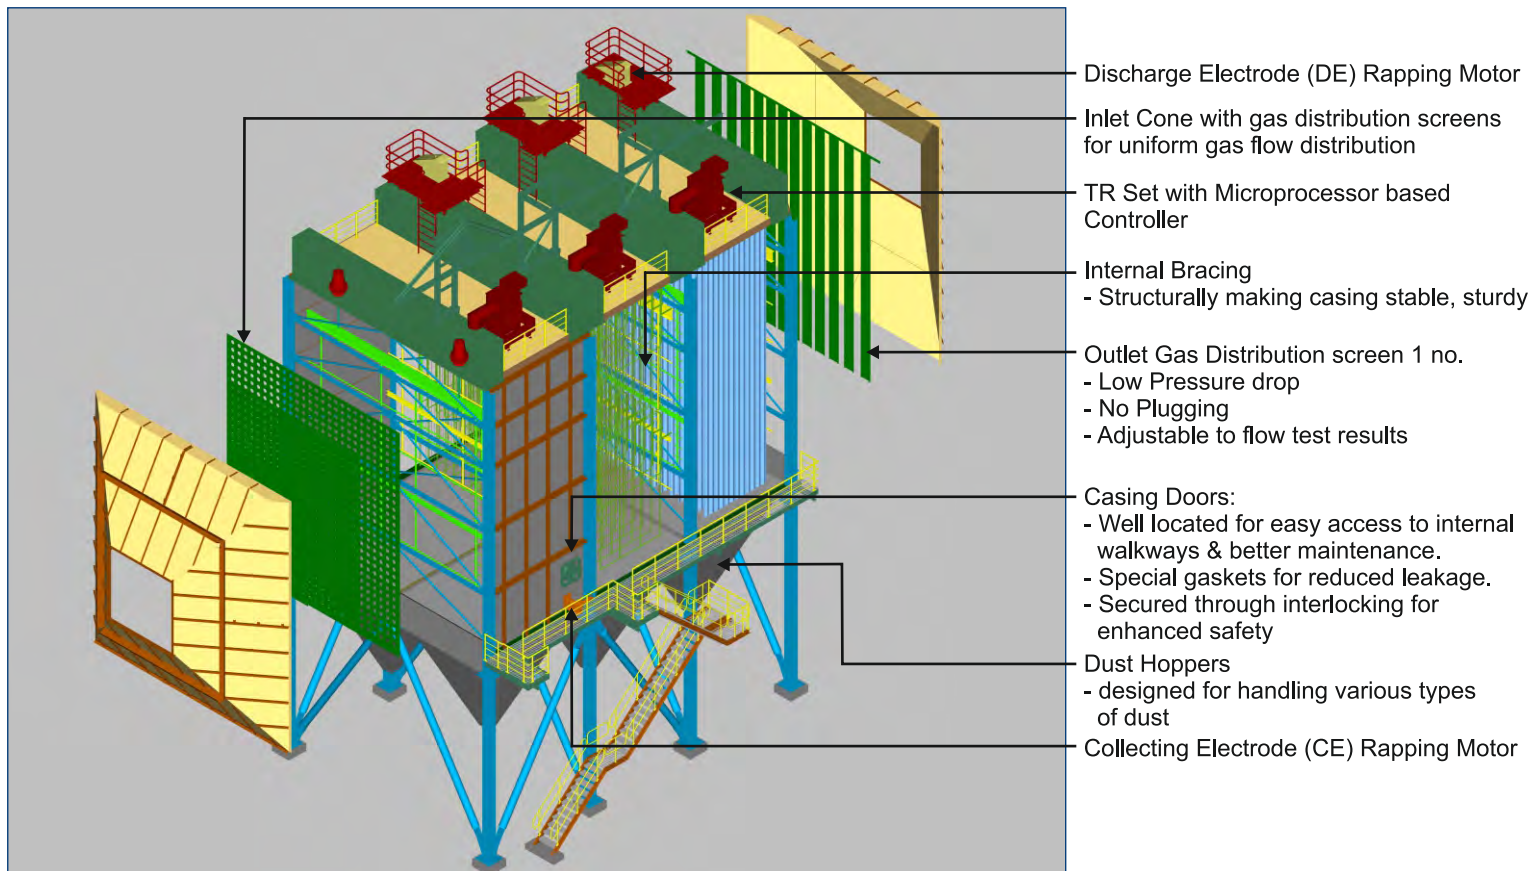 Discharge Electrode (DE) Rapping Motor
Inlet Cone with gas distribution screens
for uniform gas flow distribution
TR Set with Microprocessor based
Controller
Internal Bracing
- Structurally making casing stable, sturdy
Outlet Gas Distribution screen 1 no.
- Low Pressure drop
- No Plugging
- Adjustable to flow test results
Casing Doors:
- Well located for easy access to internal
walkways & better maintenance.
- Special gaskets for reduced leakage.
- Secured through interlocking for
enhanced safety
Dust Hoppers
- designed for handling various types
of dust
Collecting Electrode (CE) Rapping Motor